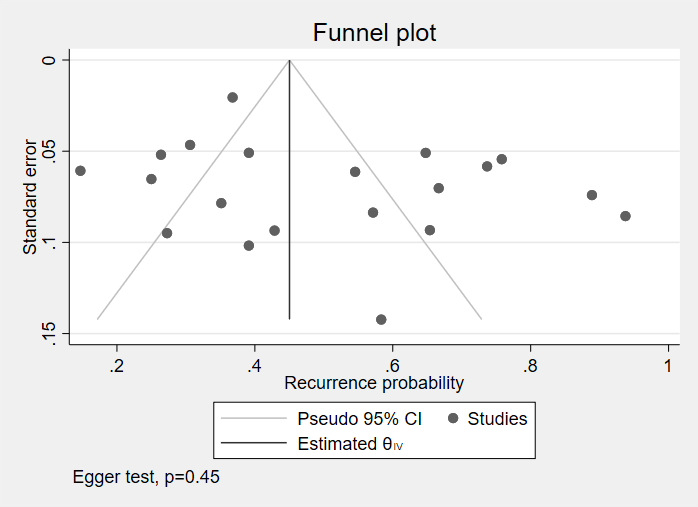 Funnel plot
Standard error
0
.05
.1
.15
.2
.4
.6
.8
1
Recurrence probability
Pseudo 95% CI
Studies
Estimated θIV
Egger test, p=0.45